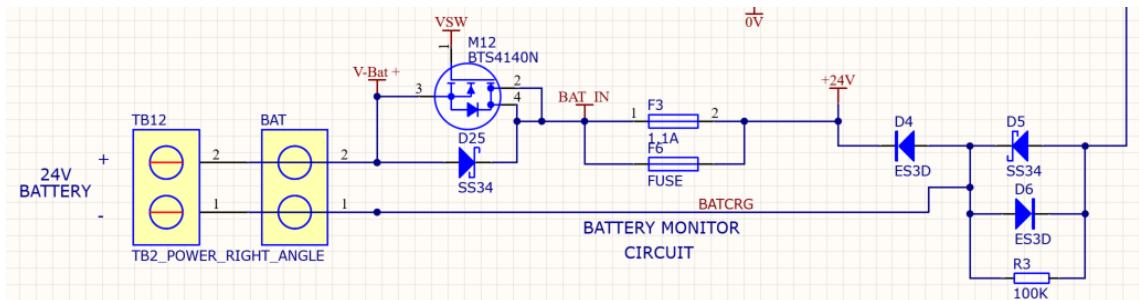 0V
VSW
1
M12
BTS4140N
V-Bat +
3
2
4
BAT_IN
+24V
TB12
BAT
D25
SS34
F3
1
2
1.1A
F6
FUSE
D4
ES3D
D5
SS34
+
24V
BATTERY
-
2
2
1
1
BATCRG
D6
ES3D
TB2_POWER_RIGHT_ANGLE
BATTERY MONITOR
CIRCUIT
R3
100K